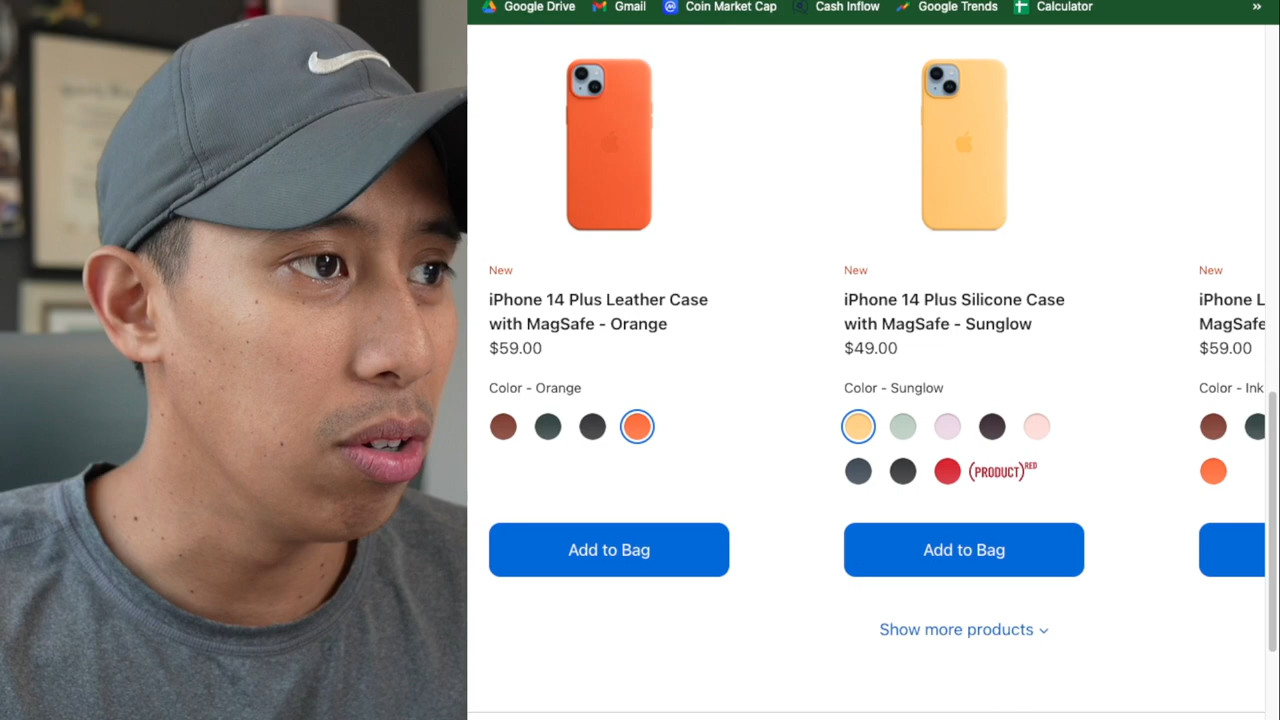 Google Drive Gmail Coin Market Cap Cash Inflow Google Trends Calculator »
New
iPhone 14 Plus Leather Case
with MagSafe - Orange
$59.00
Color - Orange
Add to Bag
New
iPhone 14 Plus Silicone Case
with MagSafe - Sunglow
$49.00
Color - Sunglow
(PRODUCT)RED
Add to Bag
New
iPhone L
MagSafe
$59.00
Color - Ink
Show more products